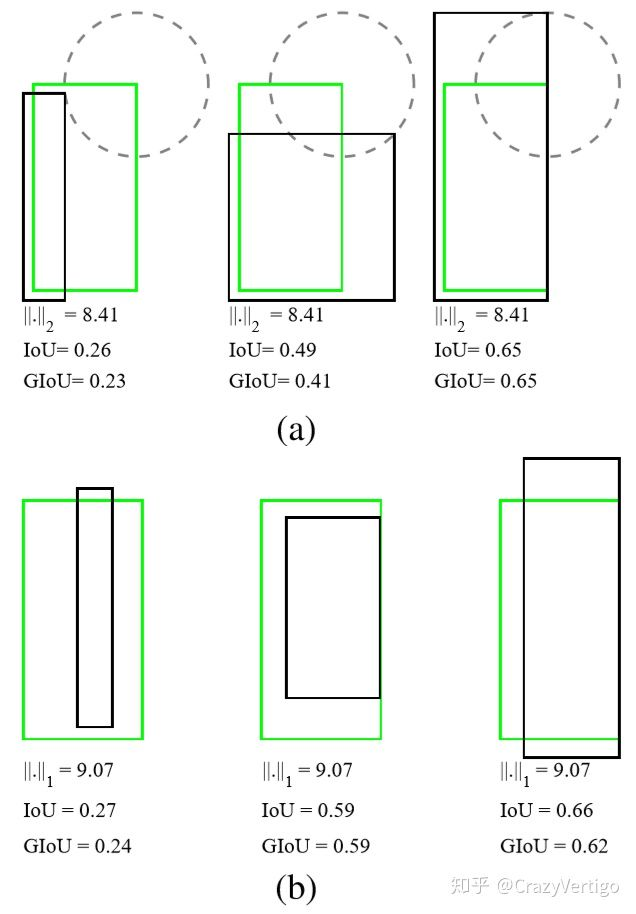 ||.||2 = 8.41 ||.||2 = 8.41 ||.||2 = 8.41
IoU= 0.26 IoU= 0.49 IoU= 0.65
GIoU= 0.23 GIoU= 0.41 GIoU= 0.65
(a)
||.||1 = 9.07 ||.||1 = 9.07 ||.||1 = 9.07
IoU = 0.27 IoU = 0.59 IoU = 0.66
GIoU = 0.24 GIoU = 0.59 GIoU = 0.62
(b)
知乎 @CrazyVertigo